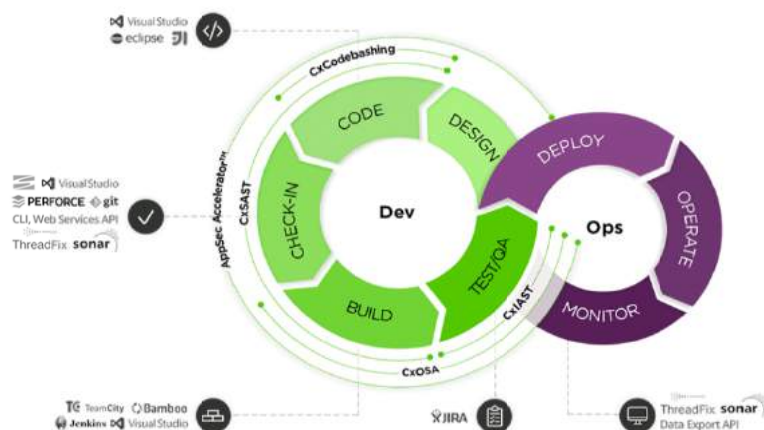 Visual Studio
eclipse
CxCodebashing
CODE
DESIGN
DEPLOY
OPERATE
MONITOR
Ops
Dev
AppSec Accelerator™
CxSAST
CHECK-IN
BUILD
TEST/QA
CxIAST
CxOSA
Visual Studio
PERFORCE git
CLI, Web Services API
ThreadFix sonar
TC TeamCity Bamboo
Jenkins Visual Studio
JIRA
ThreadFix sonar
Data Export API